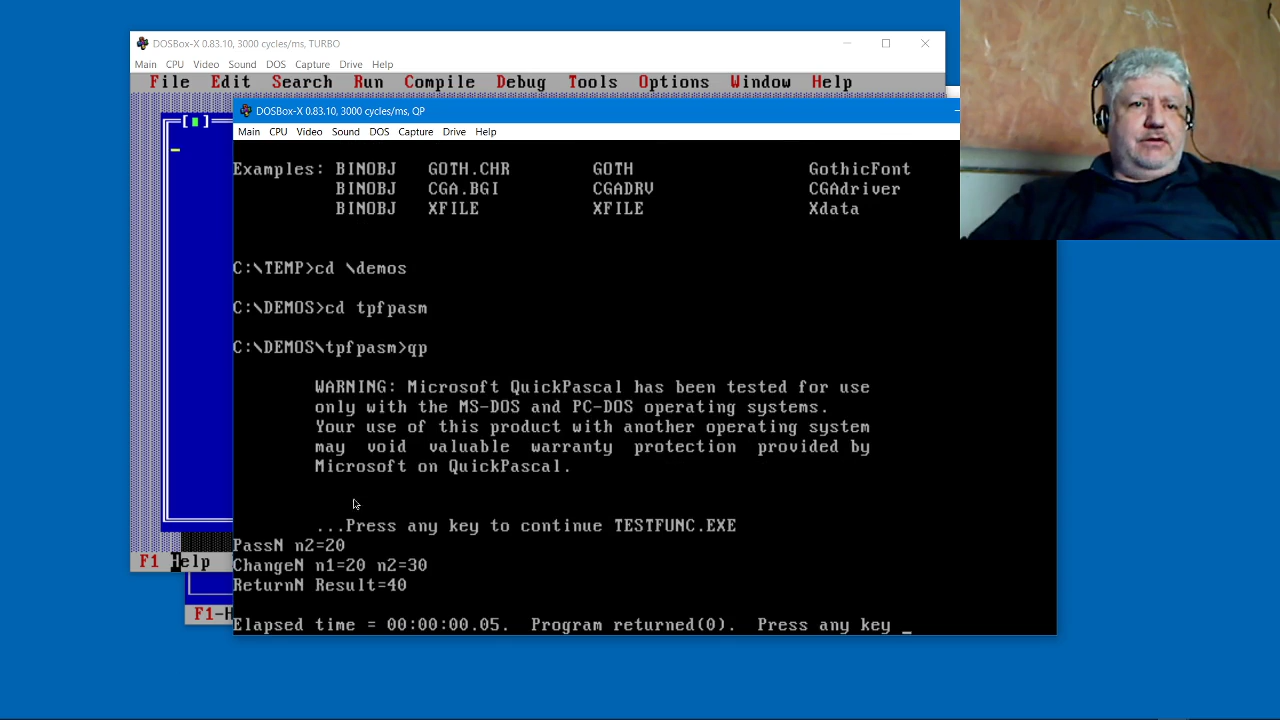 DOSBox-X 0.83.10, 3000 cycles/ms, TURBO
Main CPU Video Sound DOS Capture Drive Help
File Edit Search Run Compile Debug Tools Options Window Help
DOSBox-X 0.83.10, 3000 cycles/ms, QP
Main CPU Video Sound DOS Capture Drive Help
Examples: BINOBJ GOTH.CHR GOTH GothicFont
BINOBJ CGA.BGI CGADRV CGAdriver
BINOBJ XFILE XFILE Xdata
C:\TEMP>cd \demos
C:\DEMOS>cd tpfpasm
C:\DEMOS\tpfpasm>qp
WARNING: Microsoft QuickPascal has been tested for use
only with the MS-DOS and PC-DOS operating systems.
Your use of this product with another operating system
may void valuable warranty protection provided by
Microsoft on QuickPascal.
...Press any key to continue TESTFUNC.EXE
PassN n2=20
ChangeN n1=20 n2=30
ReturnN Result=40
Elapsed time = 00:00:00.05. Program returned(0). Press any key _
F1 Help
F1-H